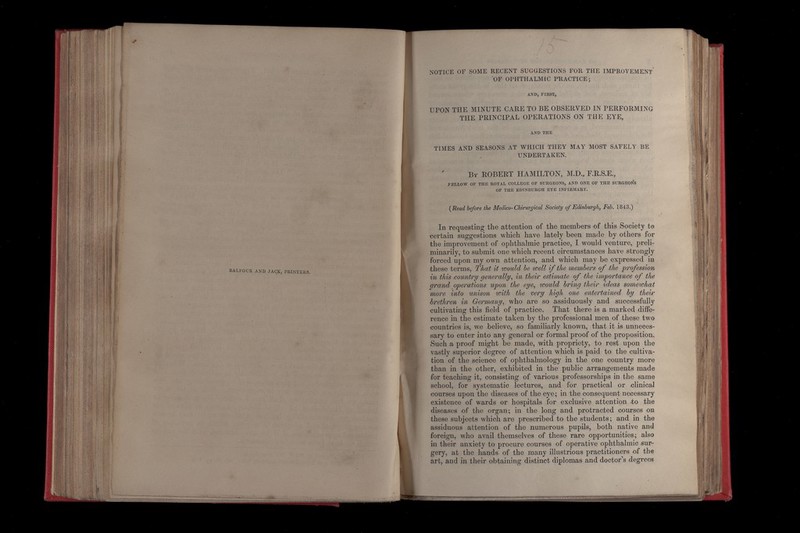 BALFOUR AND JACK, PRINTERS.
15
NOTICE OF SOME RECENT SUGGESTIONS FOR THE IMPROVEMENT
OF OPHTHALMIC PRACTICE;
AND, FIRST,
UPON THE MINUTE CARE TO BE OBSERVED IN PERFORMING
THE PRINCIPAL OPERATIONS ON THE EYE,
AND THE
TIMES AND SEASONS AT WHICH THEY MAY MOST SAFELY BE
UNDERTAKEN.
BY ROBERT HAMILTON, M.D., F.R.S.E.,
FELLOW OF THE ROYAL COLLEGE OF SURGEONS, AND ONE OF THE SURGEONS
OF THE EDINBURGH EYE INFIRMARY.
(Read before the Medico-Chirurgical Society of Edinburgh, Feb. 1843.)
In requesting the attention of the members of this Society to
certain suggestions which have lately been made by others for
the improvement of ophthalmic practice, I would venture, preli-
minarily, to submit one which recent circumstances have strongly
forced upon my own attention, and which may be expressed in
these terms, That it would be well if the members of the profession
in this country generally, in their estimate of the importance of the
grand operations upon the eye, would bring their ideas somewhat
more into unison with the very high one entertained by their
brethren in Germany, who are so assiduously and successfully
cultivating this field of practice. That there is a marked diffe-
rence in the estimate taken by the professional men of these two
countries is, we believe, so familiarly known, that it is unneces-
sary to enter into any general or formal proof of the proposition.
Such a proof might be made, with propriety, to rest upon the
vastly superior degree of attention which is paid to the cultiva-
tion of the science of ophthalmology in the one country more
than in the other, exhibited in the public arrangements made
for teaching it, consisting of various professorships in the same
school, for systematic lectures, and for practical or clinical
courses upon the diseases of the eye; in the consequent necessary
existence of wards or hospitals for exclusive attention to the
diseases of the organ; in the long and protracted courses on
these subjects which are prescribed to the students; and in the
assiduous attention of the numerous pupils, both native and
foreign, who avail themselves of these rare opportunities; also
in their anxiety to procure courses of operative ophthalmic sur-
gery, at the hands of the many illustrious practitioners of the
art, and in their obtaining distinct diplomas and doctor's degrees